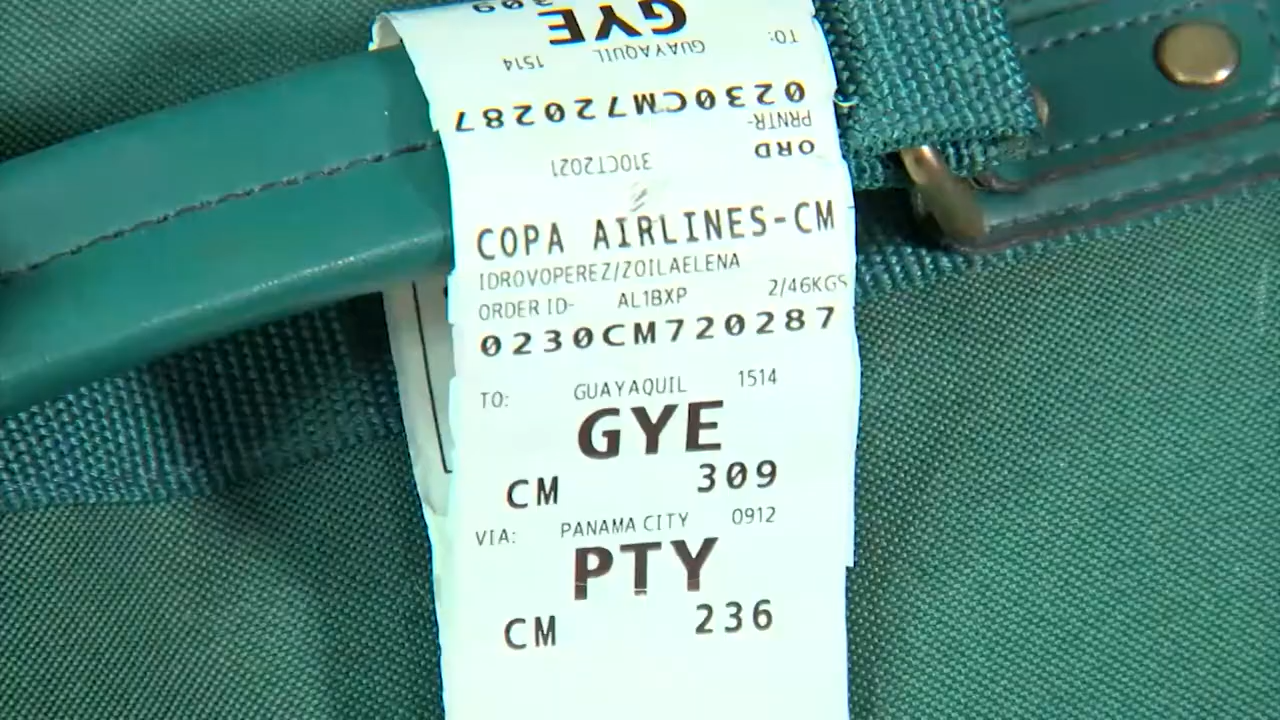 309
GYE
TO: GUAYAQUIL 1514
0230CM720287
PRNTR-
ORD
31OCT2021
COPA AIRLINES-CM
IDROVOPEREZ/ZOILAELENA
ORDER ID- AL1BXP 2/46KGS
0230CM720287
TO: GUAYAQUIL 1514
GYE
CM 309
VIA: PANAMA CITY 0912
PTY
CM 236